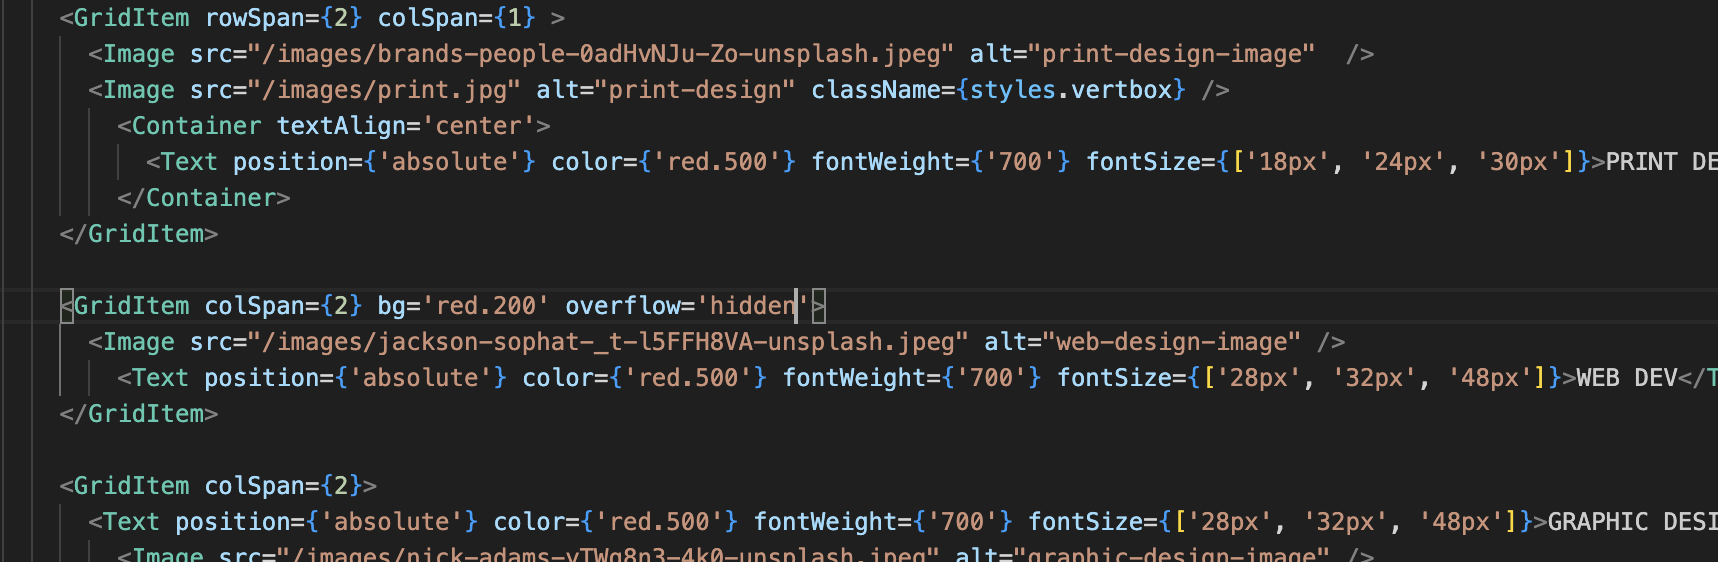 <GridItem rowSpan={2} colSpan={1} >
<Image src="/images/brands-people-0adHvNJu-Zo-unsplash.jpeg" alt="print-design-image"  />
<Image src="/images/print.jpg" alt="print-design" className={styles.vertbox} />
<Container textAlign='center'>
<Text position={'absolute'} color={'red.500'} fontWeight={'700'} fontSize={['18px', '24px', '30px']}>PRINT DE
</Container>
</GridItem>
<GridItem colSpan={2} bg='red.200' overflow='hidden'>
<Image src="/images/jackson-sophat-_t-l5FFH8VA-unsplash.jpeg" alt="web-design-image" />
<Text position={'absolute'} color={'red.500'} fontWeight={'700'} fontSize={['28px', '32px', '48px']}>WEB DEV</T
</GridItem>
<GridItem colSpan={2}>
<Text position={'absolute'} color={'red.500'} fontWeight={'700'} fontSize={['28px', '32px', '48px']}>GRAPHIC DESI
<Image src="/images/nick-adams-vTWg8n3-4k0-unsplash.jpeg" alt="graphic-design-image" />